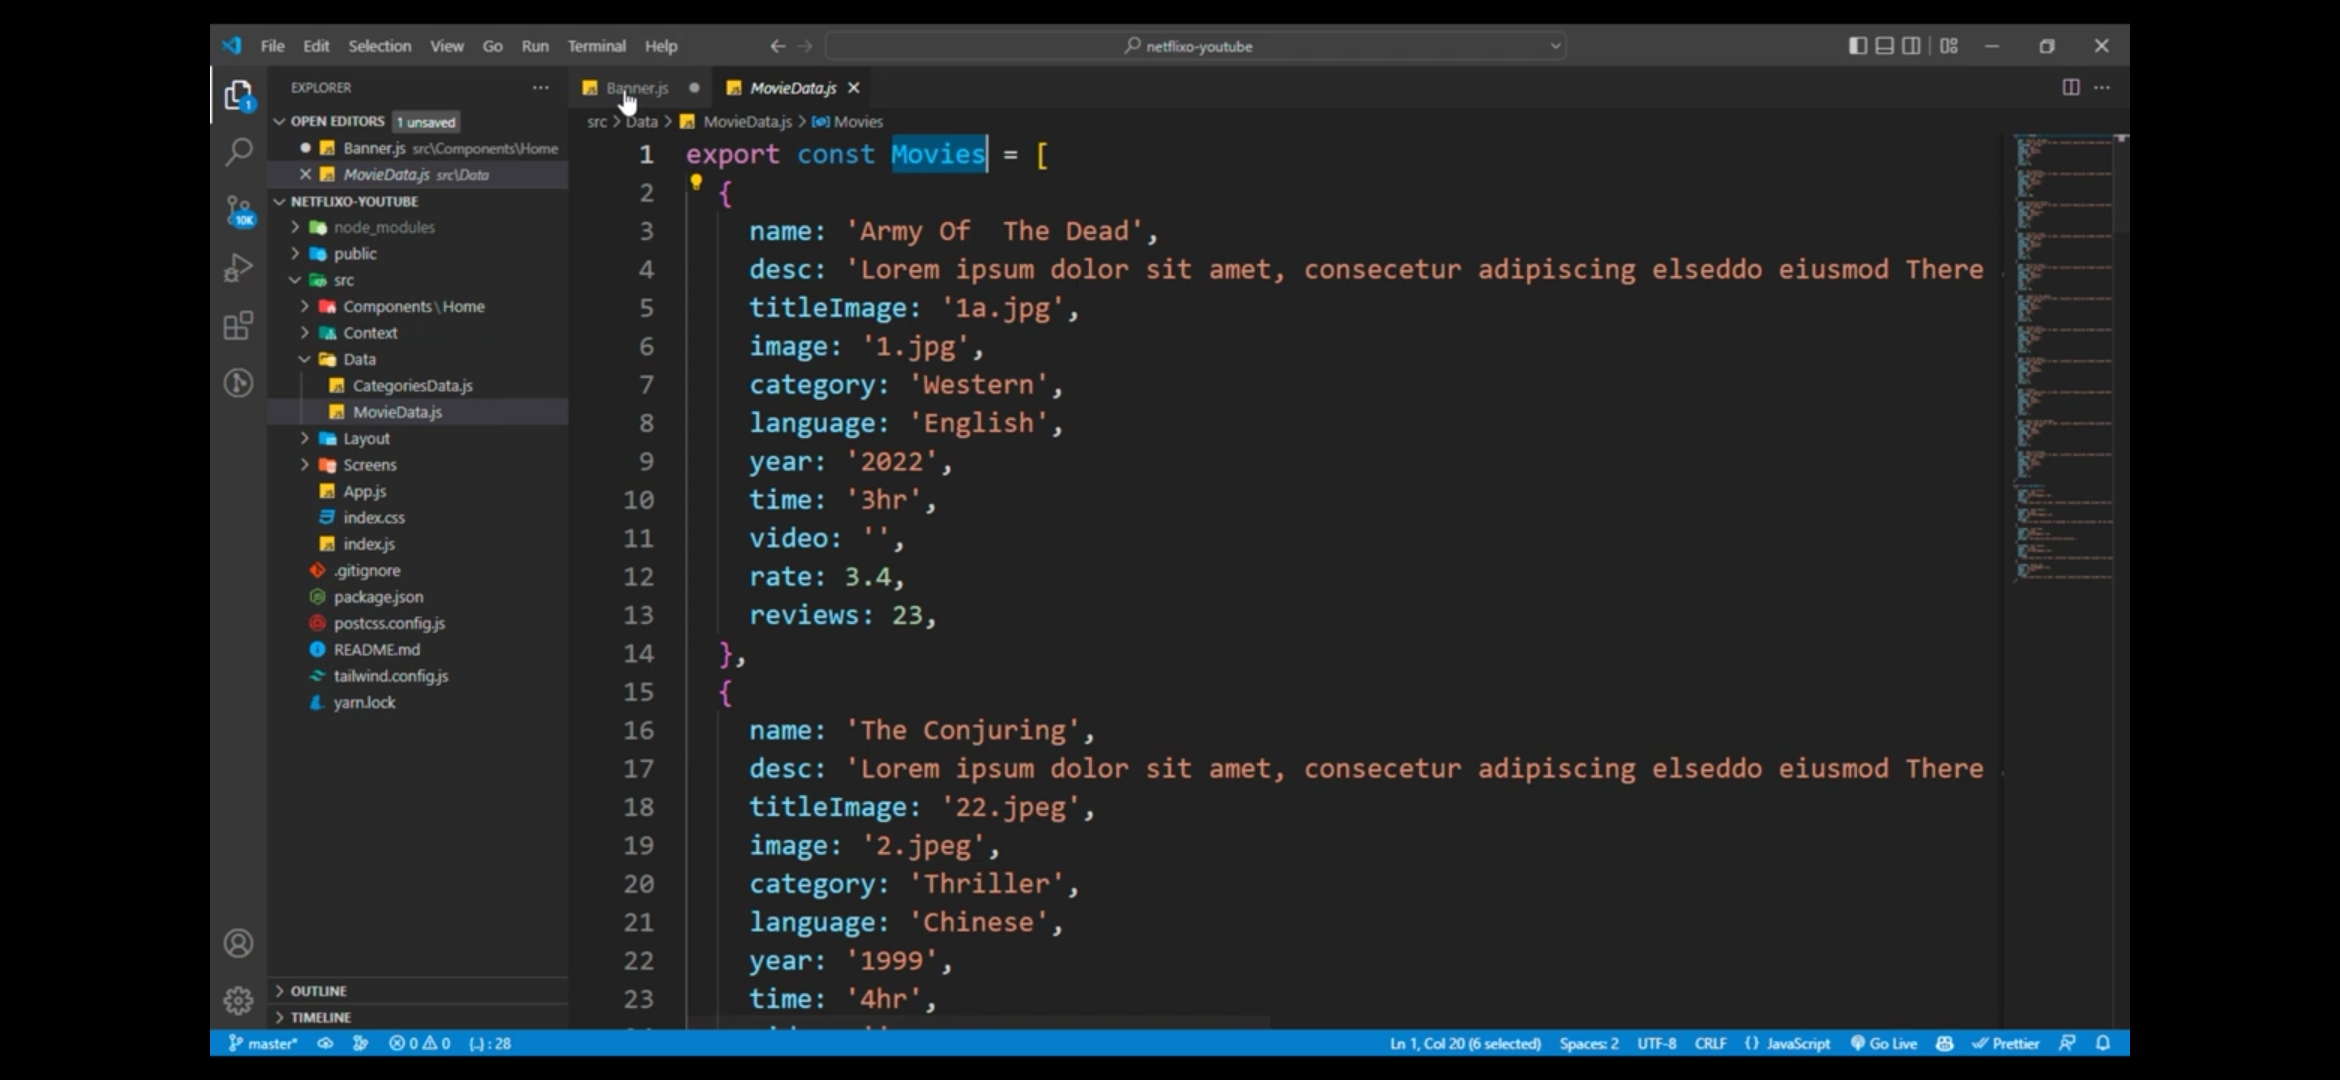 File Edit Selection View Go Run Terminal Help netflixo-youtube
EXPLORER
OPEN EDITORS 1 unsaved
Banner.js src\Components\Home
MovieData.js src\Data
NETFLIXO-YOUTUBE
node_modules
public
src
Components\Home
Context
Data
CategoriesData.js
MovieData.js
Layout
Screens
App.js
index.css
index.js
.gitignore
package.json
postcss.config.js
README.md
tailwind.config.js
yarn.lock
OUTLINE
TIMELINE
1
10K
Banner.js MovieData.js
src > Data > MovieData.js > Movies
1 export const Movies = [
2 {
3 name: 'Army Of  The Dead',
4 desc: 'Lorem ipsum dolor sit amet, consecetur adipiscing elseddo eiusmod There
5 titleImage: '1a.jpg',
6 image: '1.jpg',
7 category: 'Western',
8 language: 'English',
9 year: '2022',
10 time: '3hr',
11 video: '',
12 rate: 3.4,
13 reviews: 23,
14 },
15 {
16 name: 'The Conjuring',
17 desc: 'Lorem ipsum dolor sit amet, consecetur adipiscing elseddo eiusmod There
18 titleImage: '22.jpeg',
19 image: '2.jpeg',
20 category: 'Thriller',
21 language: 'Chinese',
22 year: '1999',
23 time: '4hr',
master* 0 0 {..} : 28 Ln 1, Col 20 (6 selected) Spaces: 2 UTF-8 CRLF {} JavaScript Go Live Prettier